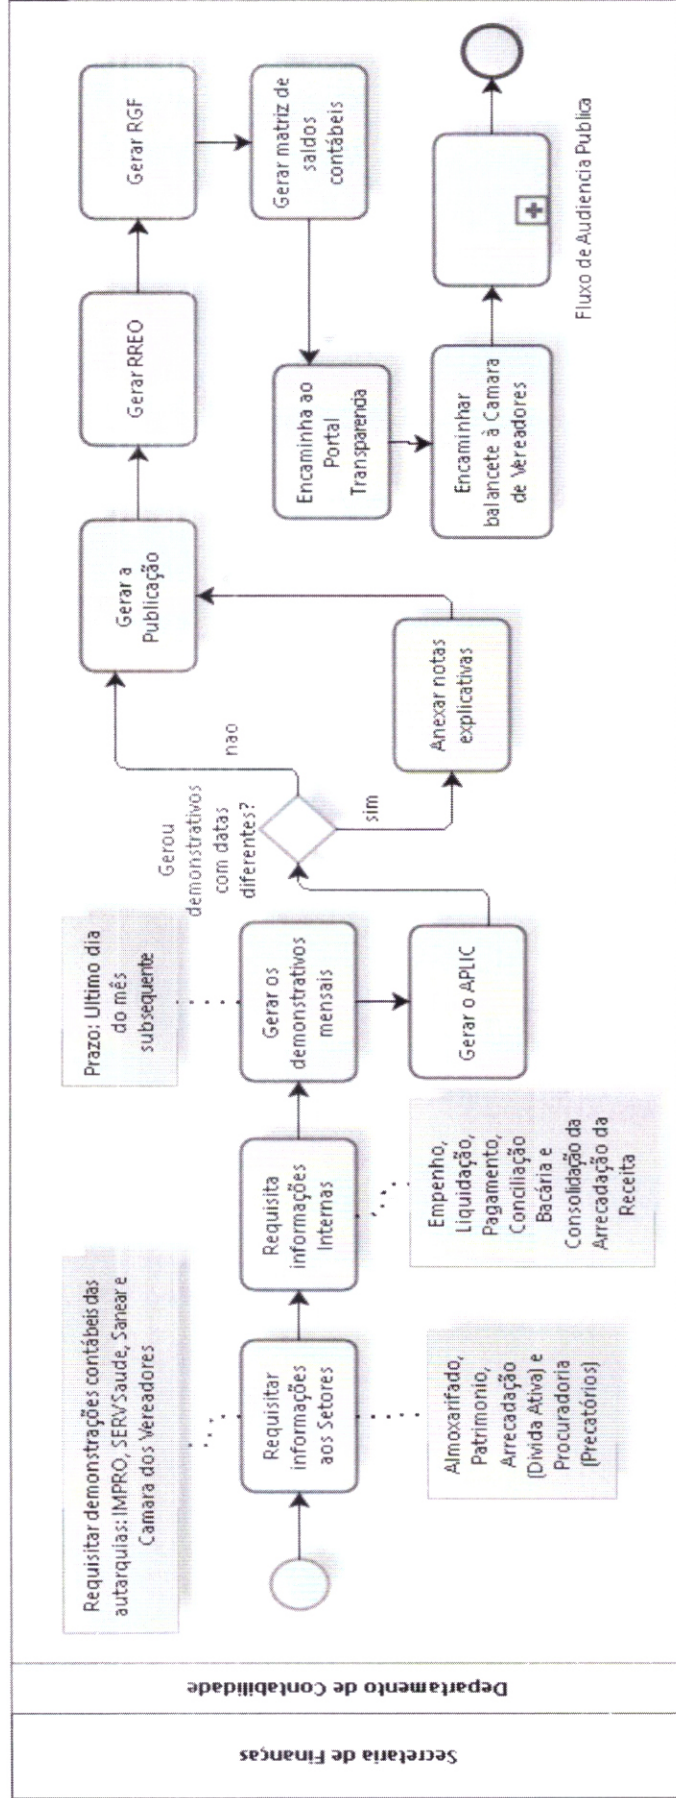 Secretaria de Finanças
Departamento de Contabilidade
Requisitar demonstrações contábeis das
autarquias: IMPRO, SERVSaude, Sanear e
Camara dos Vereadores
Requisitar
informações
aos Setores
Almoxarifado,
Patrimonio,
Arrecadação
(Divida Ativa) e
Procuradoria
(Precatórios)
Requisita
informações
Internas
Empenho,
Liquidação,
Pagamento,
Conciliação
Bacária e
Consolidação da
Arrecadação da
Receita
Prazo: Ultimo dia
do mês
subsequente
Gerar os
demonstrativos
mensais
Gerar o APLIC
Gerou
demonstrativos
com datas
diferentes?
nao
sim
Anexar notas
explicativas
Gerar a
Publicação
Gerar RREO
Gerar RGF
Gerar matriz de
saldos
contábeis
Encaminha ao
Portal
Transparencia
Encaminhar
balancete à Camara
de Vereadores
Fluxo de Audiencia Publica